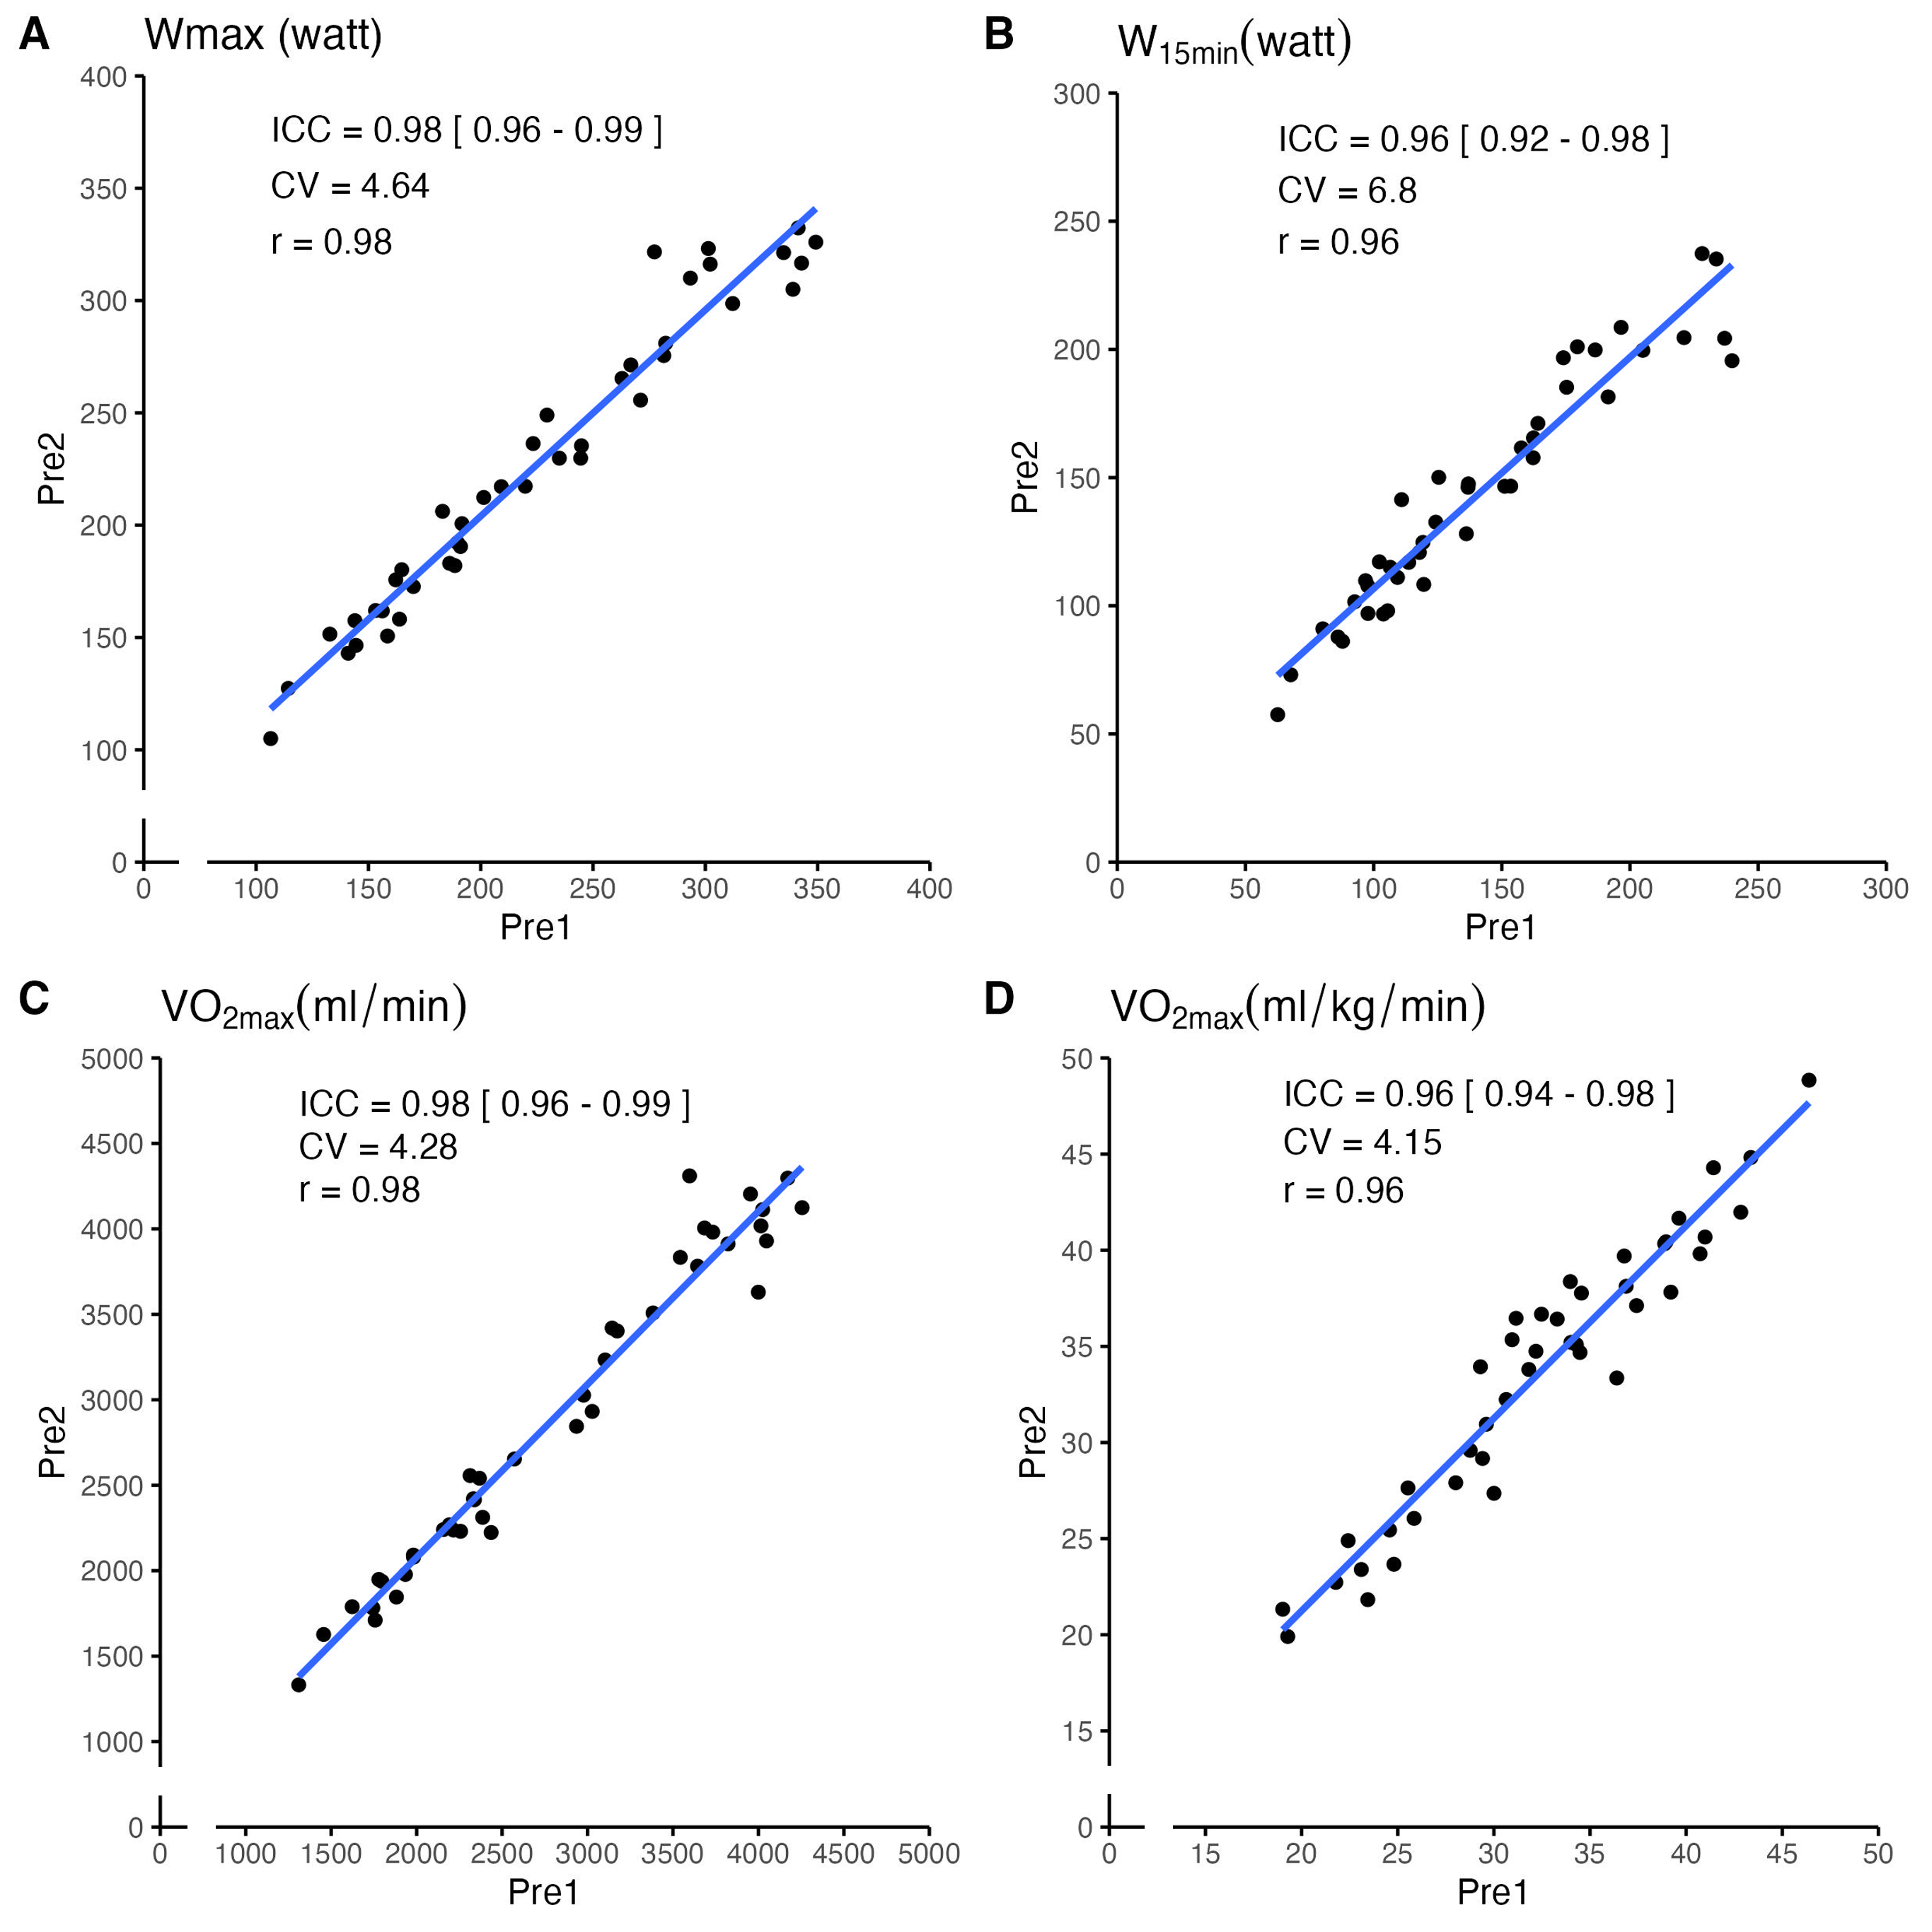 A
Wmax (watt)
400
350
300
250
200
150
100
0
Pre2
ICC = 0.98 [ 0.96 - 0.99 ]
CV = 4.64
r = 0.98
0 100 150 200 250 300 350 400
Pre1
B
W15min(watt)
300
250
200
150
100
50
0
Pre2
ICC = 0.96 [ 0.92 - 0.98 ]
CV = 6.8
r = 0.96
0 50 100 150 200 250 300
Pre1
C
VO2max(ml/min)
5000
4500
4000
3500
3000
2500
2000
1500
1000
0
Pre2
ICC = 0.98 [ 0.96 - 0.99 ]
CV = 4.28
r = 0.98
0 1000 1500 2000 2500 3000 3500 4000 4500 5000
Pre1
D
VO2max(ml/kg/min)
50
45
40
35
30
25
20
15
0
Pre2
ICC = 0.96 [ 0.94 - 0.98 ]
CV = 4.15
r = 0.96
0 15 20 25 30 35 40 45 50
Pre1